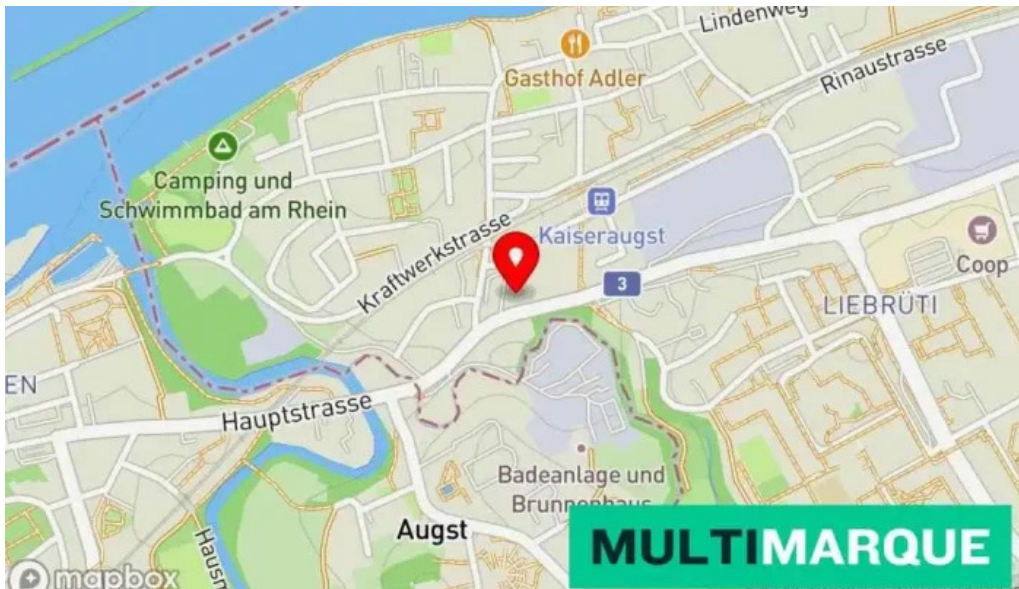 Lindenweg
Gasthof Adler
Rinaustrasse
Camping und
Schwimmbad am Rhein
Kraftwerkstrasse
Kaiseraugst
3
Coop
LIEBRÜTI
EN
Hauptstrasse
Badeanlage und
Brunnenhaus
Augst
Hausm
MULTIMARQUE
mapbox